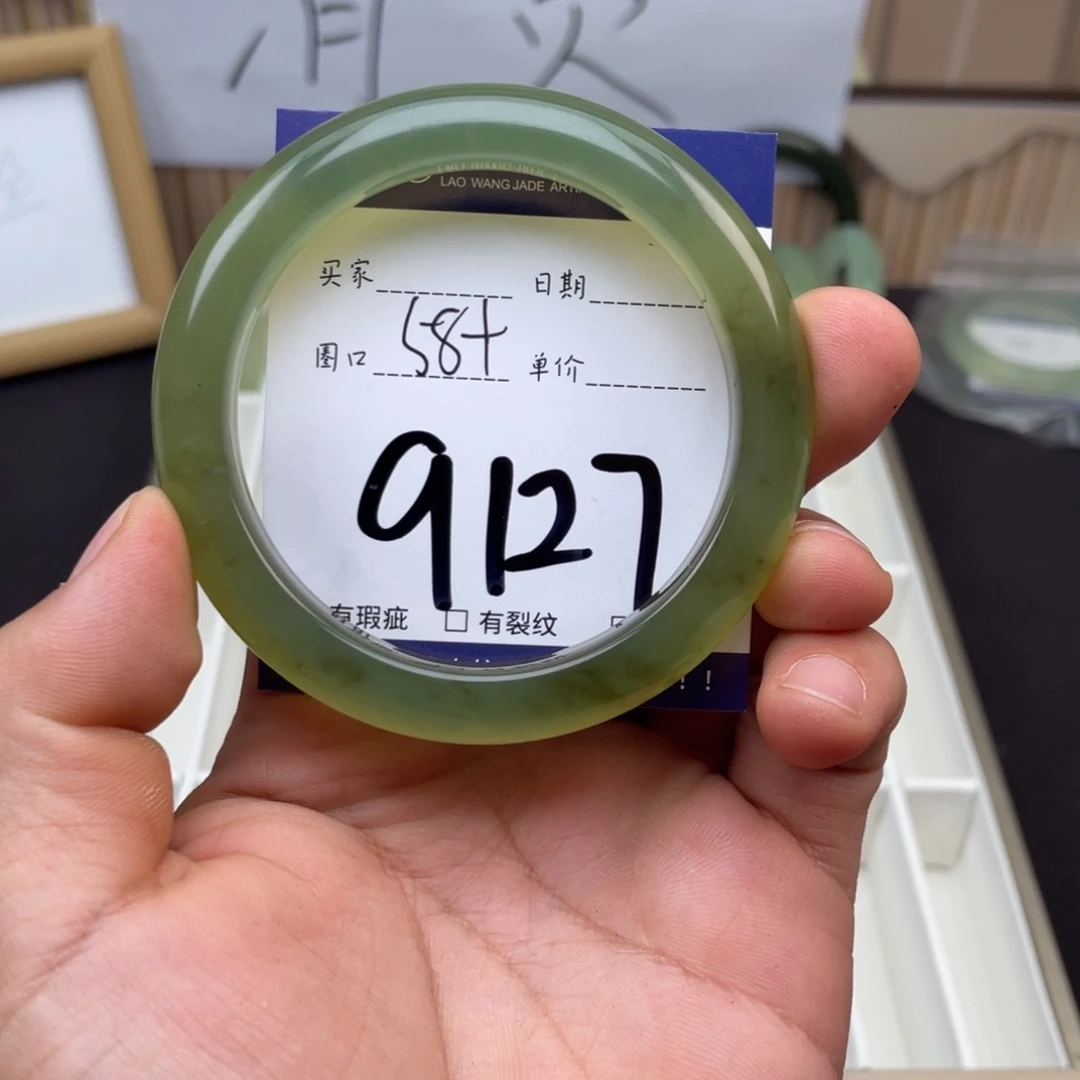 LAO WANG JADE
买家 日期
圈口 58+ 单价
9127
有瑕疵 □ 有裂纹
!!